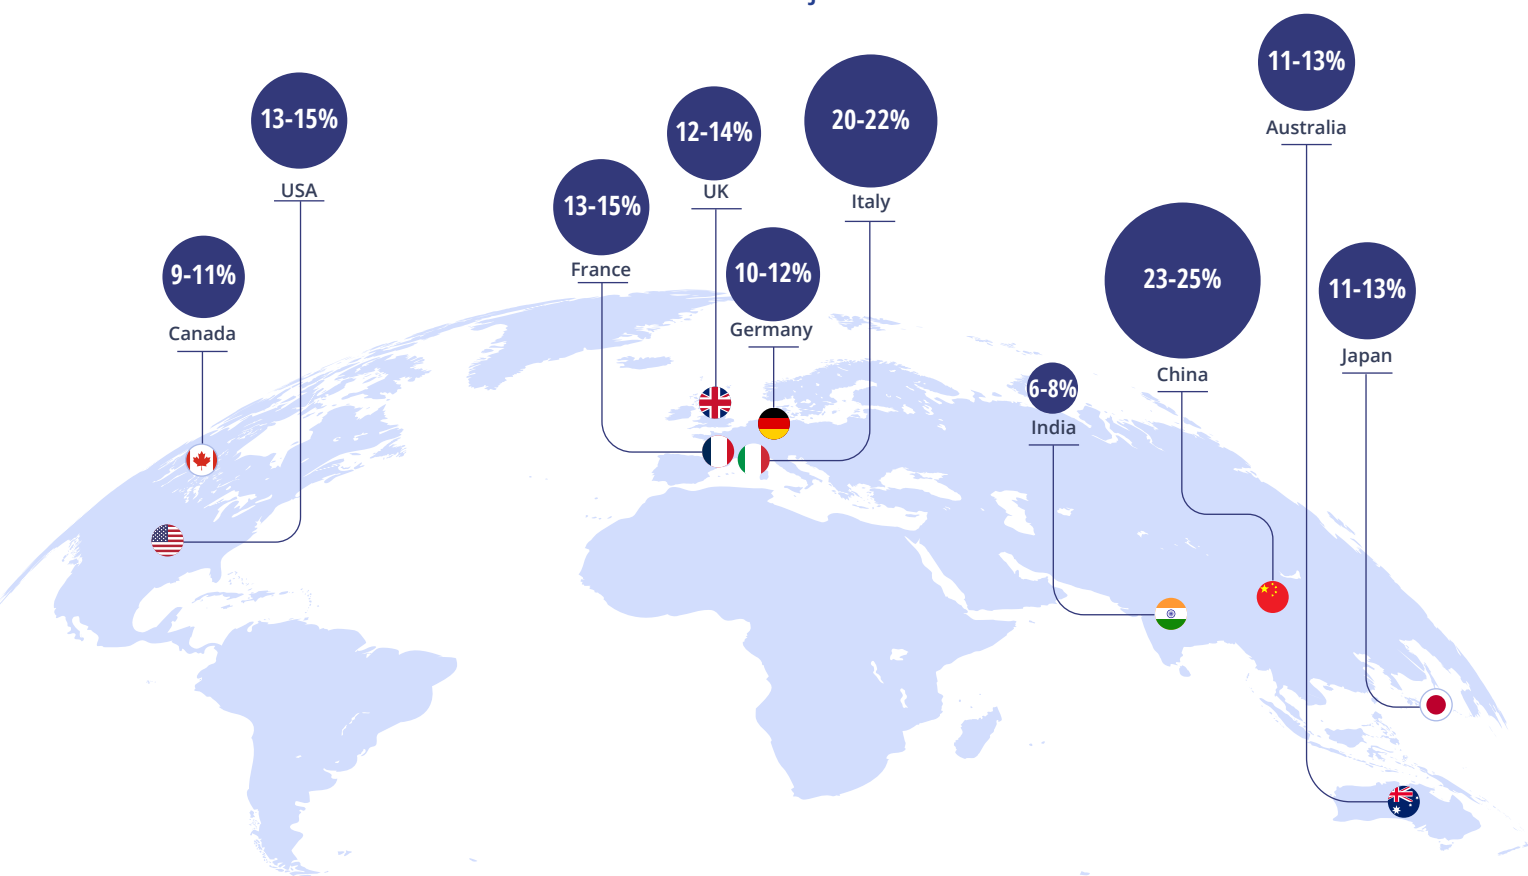 11-13%
Australia
13-15%
USA
20-22%
Italy
12-14%
UK
13-15%
France
10-12%
Germany
9-11%
Canada
23-25%
China
11-13%
Japan
6-8%
India